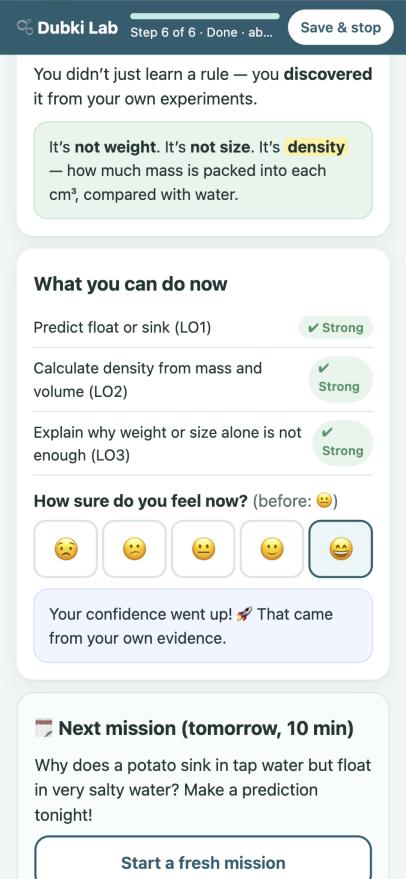 Dubki Lab
Step 6 of 6 · Done · ab...
Save & stop
You didn’t just learn a rule — you discovered
it from your own experiments.
It’s not weight. It’s not size. It’s density
— how much mass is packed into each
cm³, compared with water.
What you can do now
Predict float or sink (LO1)
✔ Strong
Calculate density from mass and
volume (LO2)
✔
Strong
Explain why weight or size alone is not
enough (LO3)
✔
Strong
How sure do you feel now? (before: 😐)
😟 🙁 😐 🙂 😄
Your confidence went up! 🚀 That came
from your own evidence.
🗓️ Next mission (tomorrow, 10 min)
Why does a potato sink in tap water but float
in very salty water? Make a prediction
tonight!
Start a fresh mission